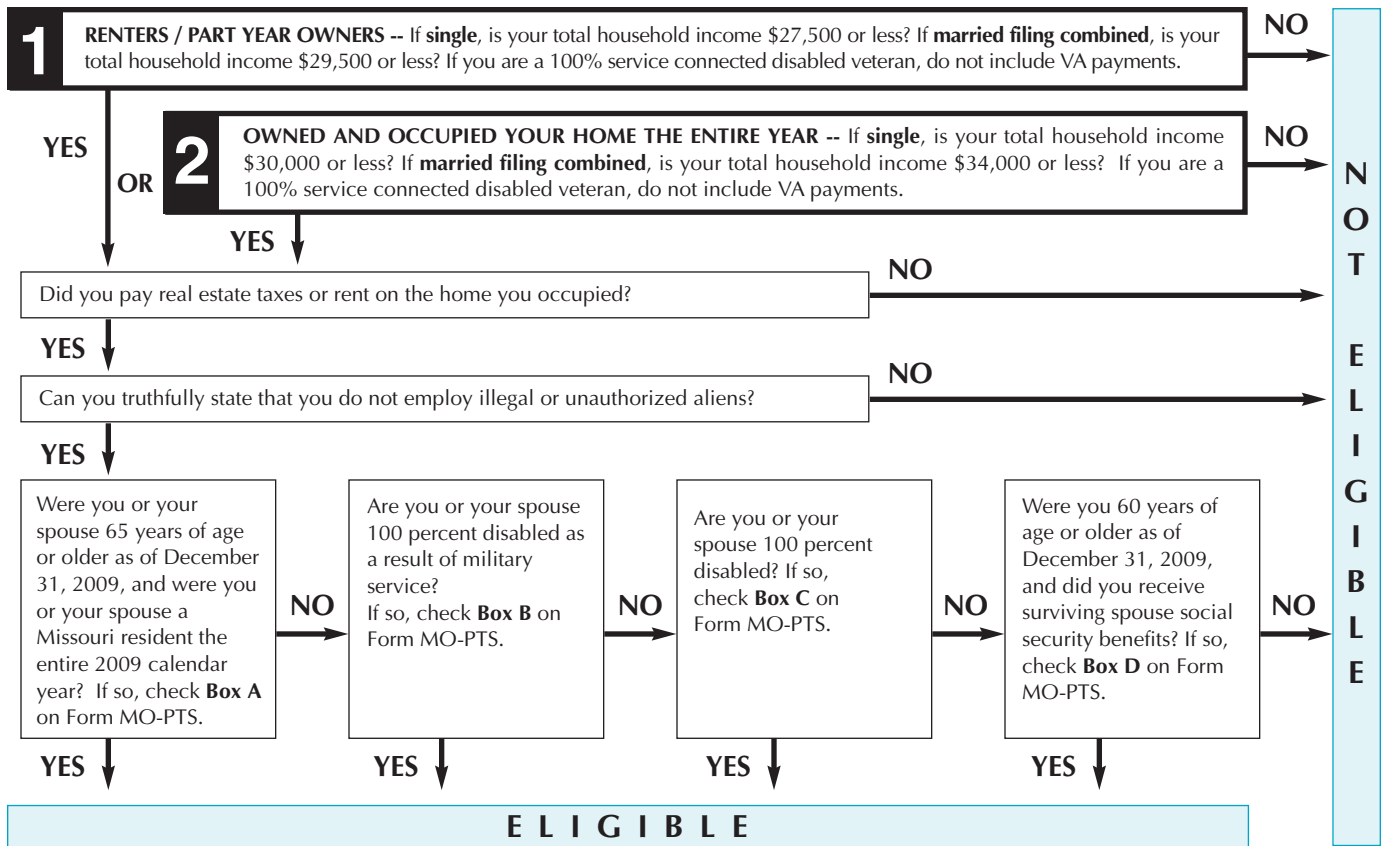 1
RENTERS / PART YEAR OWNERS -- If single, is your total household income $27,500 or less? If married filing combined, is your
total household income $29,500 or less? If you are a 100% service connected disabled veteran, do not include VA payments.
NO
YES
OR
2
OWNED AND OCCUPIED YOUR HOME THE ENTIRE YEAR -- If single, is your total household income
$30,000 or less? If married filing combined, is your total household income $34,000 or less? If you are a
100% service connected disabled veteran, do not include VA payments.
NO
YES
Did you pay real estate taxes or rent on the home you occupied?
NO
YES
Can you truthfully state that you do not employ illegal or unauthorized aliens?
NO
YES
Were you or your
spouse 65 years of age
or older as of December
31, 2009, and were you
or your spouse a
Missouri resident the
entire 2009 calendar
year? If so, check Box A
on Form MO-PTS.
NO
Are you or your spouse
100 percent disabled as
a result of military
service?
If so, check Box B on
Form MO-PTS.
NO
Are you or your
spouse 100 percent
disabled? If so,
check Box C on
Form MO-PTS.
NO
Were you 60 years of
age or older as of
December 31, 2009,
and did you receive
surviving spouse social
security benefits? If so,
check Box D on Form
MO-PTS.
NO
YES
YES
YES
YES
ELIGIBLE
NOT ELIGIBLE